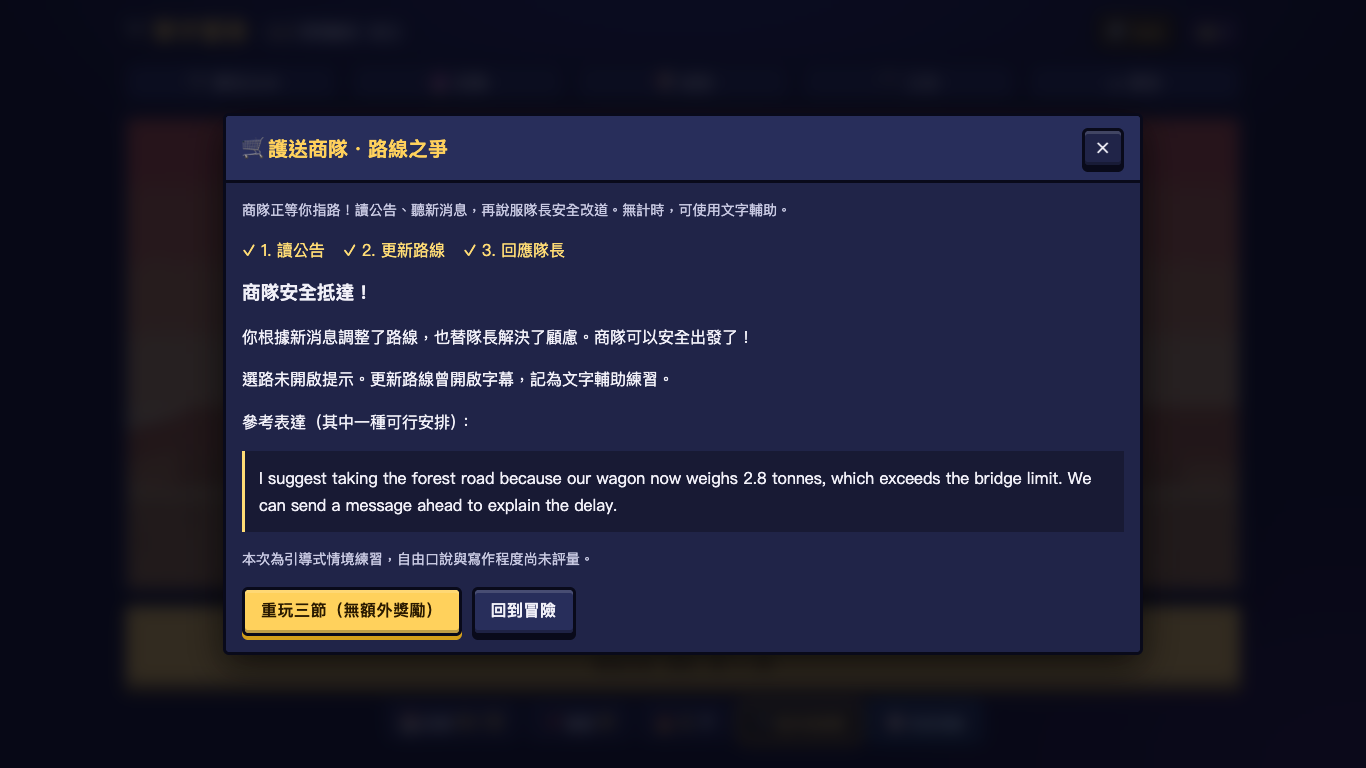 護送商隊・路線之爭
✕
商隊正等你指路！讀公告、聽新消息，再說服隊長安全改道。無計時，可使用文字輔助。
✓ 1. 讀公告 ✓ 2. 更新路線 ✓ 3. 回應隊長
商隊安全抵達！
你根據新消息調整了路線，也替隊長解決了顧慮。商隊可以安全出發了！
選路未開啟提示。更新路線曾開啟字幕，記為文字輔助練習。
參考表達（其中一種可行安排）：
I suggest taking the forest road because our wagon now weighs 2.8 tonnes, which exceeds the bridge limit. We
can send a message ahead to explain the delay.
本次為引導式情境練習，自由口說與寫作程度尚未評量。
重玩三節（無額外獎勵） 回到冒險